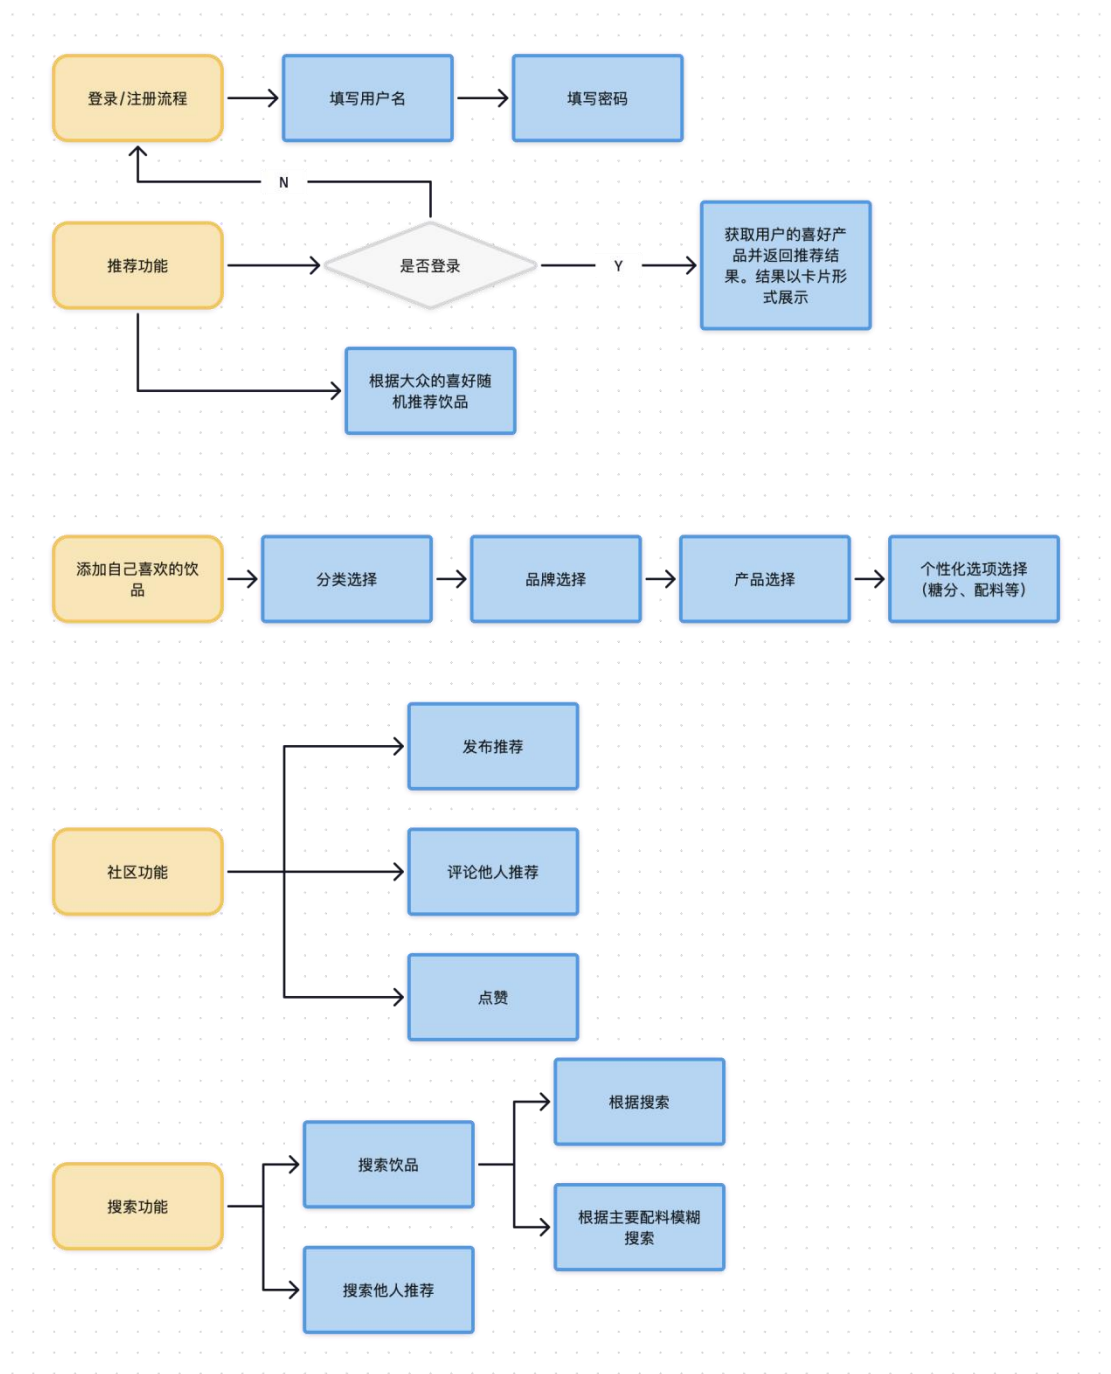 登录/注册流程
填写用户名
填写密码
N
推荐功能
是否登录
Y
获取用户的喜好产
品并返回推荐结
果。结果以卡片形
式展示
根据大众的喜好随
机推荐饮品
添加自己喜欢的饮
品
分类选择
品牌选择
产品选择
个性化选项选择
(糖分、配料等)
发布推荐
社区功能
评论他人推荐
点赞
根据搜索
搜索饮品
搜索功能
根据主要配料模糊
搜索
搜索他人推荐